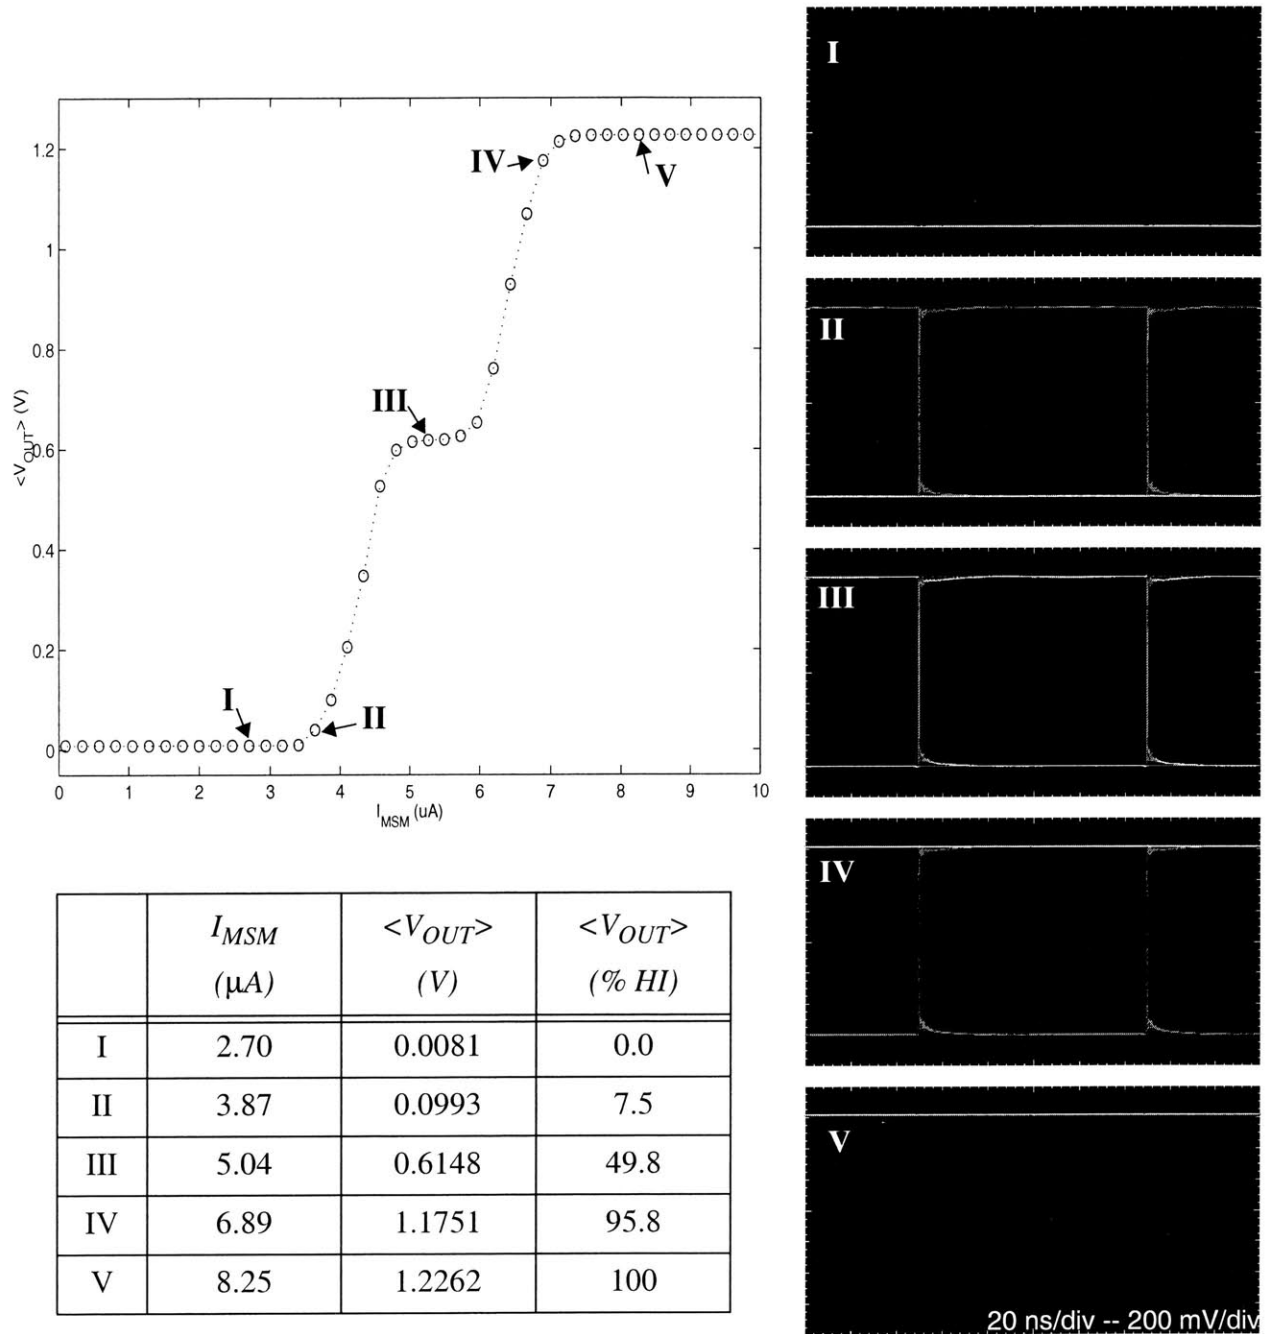 I
II
III
IV
V
1.2
1
0.8
0.6
0.4
0.2
0
<V_OUT> (V)
IV
V
III
I
II
0 1 2 3 4 5 6 7 8 9 10
I_MSM (uA)
I_MSM (μA) <V_OUT> (V) <V_OUT> (% HI)
I 2.70 0.0081 0.0
II 3.87 0.0993 7.5
III 5.04 0.6148 49.8
IV 6.89 1.1751 95.8
V 8.25 1.2262 100
20 ns/div -- 200 mV/div